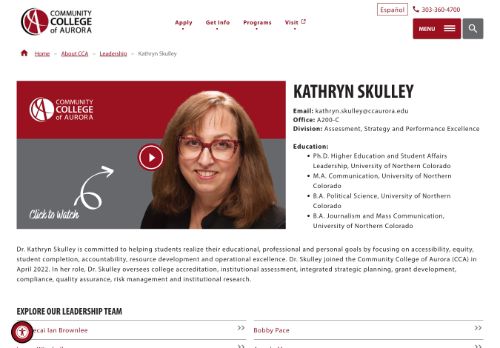 COMMUNITY
COLLEGE
of AURORA
Español
303-360-4700
Apply
Get Info
Programs
Visit
MENU
Home » About CCA » Leadership » Kathryn Skulley
COMMUNITY
COLLEGE
of AURORA
Click to Watch
KATHRYN SKULLEY
Email: kathryn.skulley@ccaurora.edu
Office: A200-C
Division: Assessment, Strategy and Performance Excellence
Education:
Ph.D. Higher Education and Student Affairs
Leadership, University of Northern Colorado
M.A. Communication, University of Northern
Colorado
B.A. Political Science, University of Northern
Colorado
B.A. Journalism and Mass Communication,
University of Northern Colorado
Dr. Kathryn Skulley is committed to helping students realize their educational, professional and personal goals by focusing on accessibility, equity,
student completion, accountability, resource development and operational excellence. Dr. Skulley joined the Community College of Aurora (CCA) in
April 2022. In her role, Dr. Skulley oversees college accreditation, institutional assessment, integrated strategic planning, grant development,
compliance, quality assurance, risk management and institutional research.
EXPLORE OUR LEADERSHIP TEAM
ecai Ian Brownlee
Bobby Pace